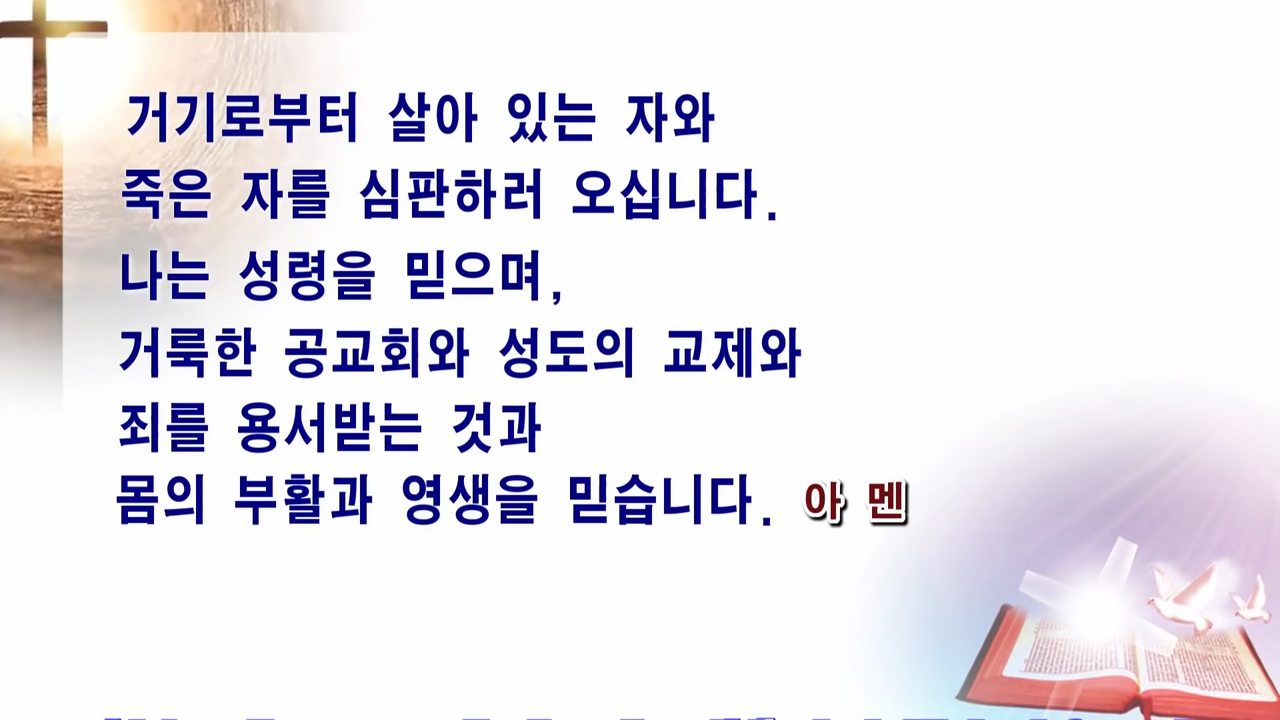 거기로부터 살아 있는 자와
죽은 자를 심판하러 오십니다.
나는 성령을 믿으며,
거룩한 공교회와 성도의 교제와
죄를 용서받는 것과
몸의 부활과 영생을 믿습니다. 아 멘